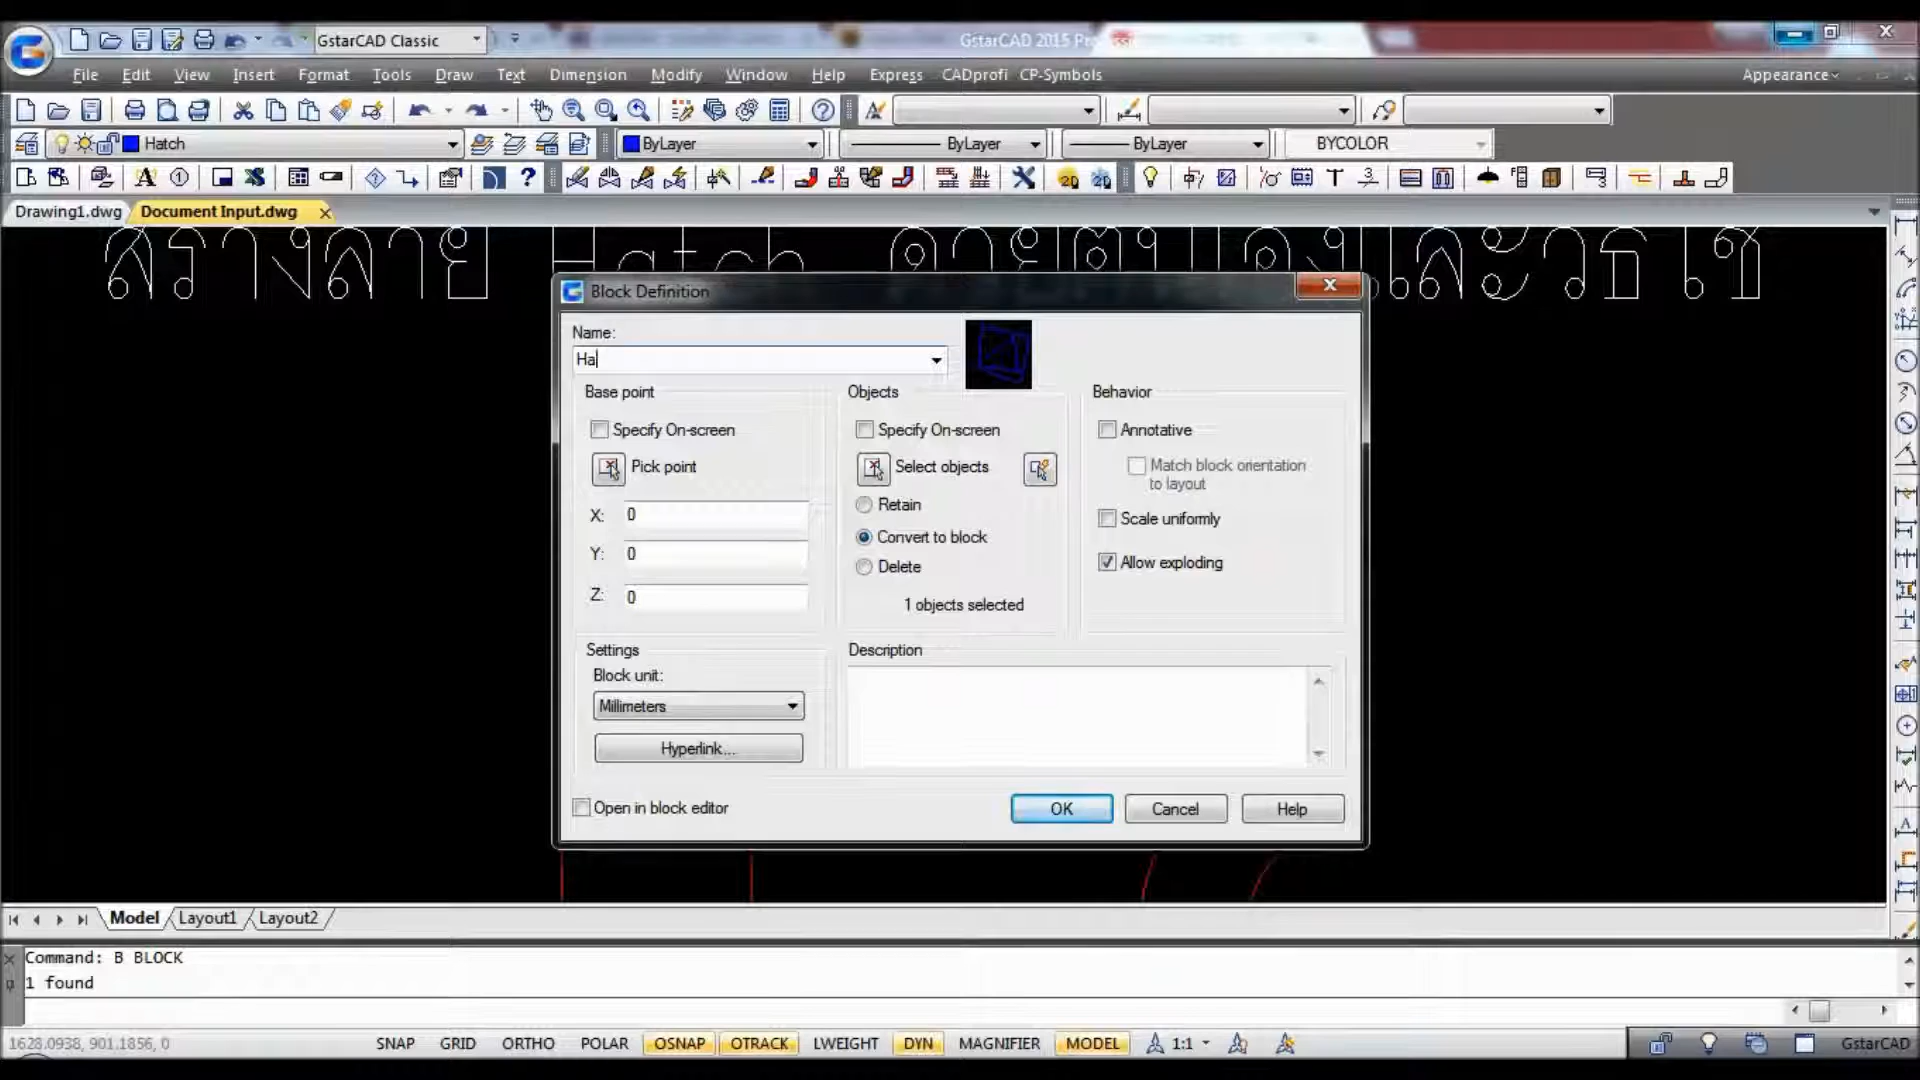 GstarCAD Classic
GstarCAD 2015 Pro
File Edit View Insert Format Tools Draw Text Dimension Modify Window Help Express CADprofi CP-Symbols Appearance
Hatch ByLayer ByLayer ByLayer BYCOLOR
Drawing1.dwg Document Input.dwg
Hatch
Block Definition
Name:
Ha
Base point
Specify On-screen
Pick point
X: 0
Y: 0
Z: 0
Objects
Specify On-screen
Select objects
Retain
Convert to block
Delete
1 objects selected
Behavior
Annotative
Match block orientation
to layout
Scale uniformly
Allow exploding
Settings
Block unit:
Millimeters
Hyperlink...
Description
Open in block editor
OK Cancel Help
Model Layout1 Layout2
Command: B BLOCK
1 found
1628.0938, 901.1856, 0 SNAP GRID ORTHO POLAR OSNAP OTRACK LWEIGHT DYN MAGNIFIER MODEL 1:1 GstarCAD